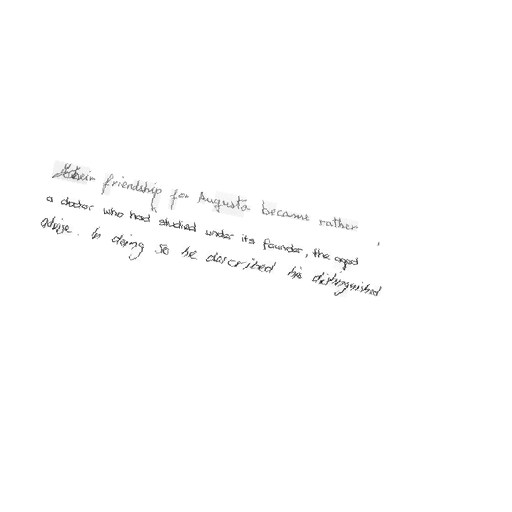 Their friendship for Augusta became rather
a doctor who had studied under its founder, the aged
advise. In doing so he described his distinguished